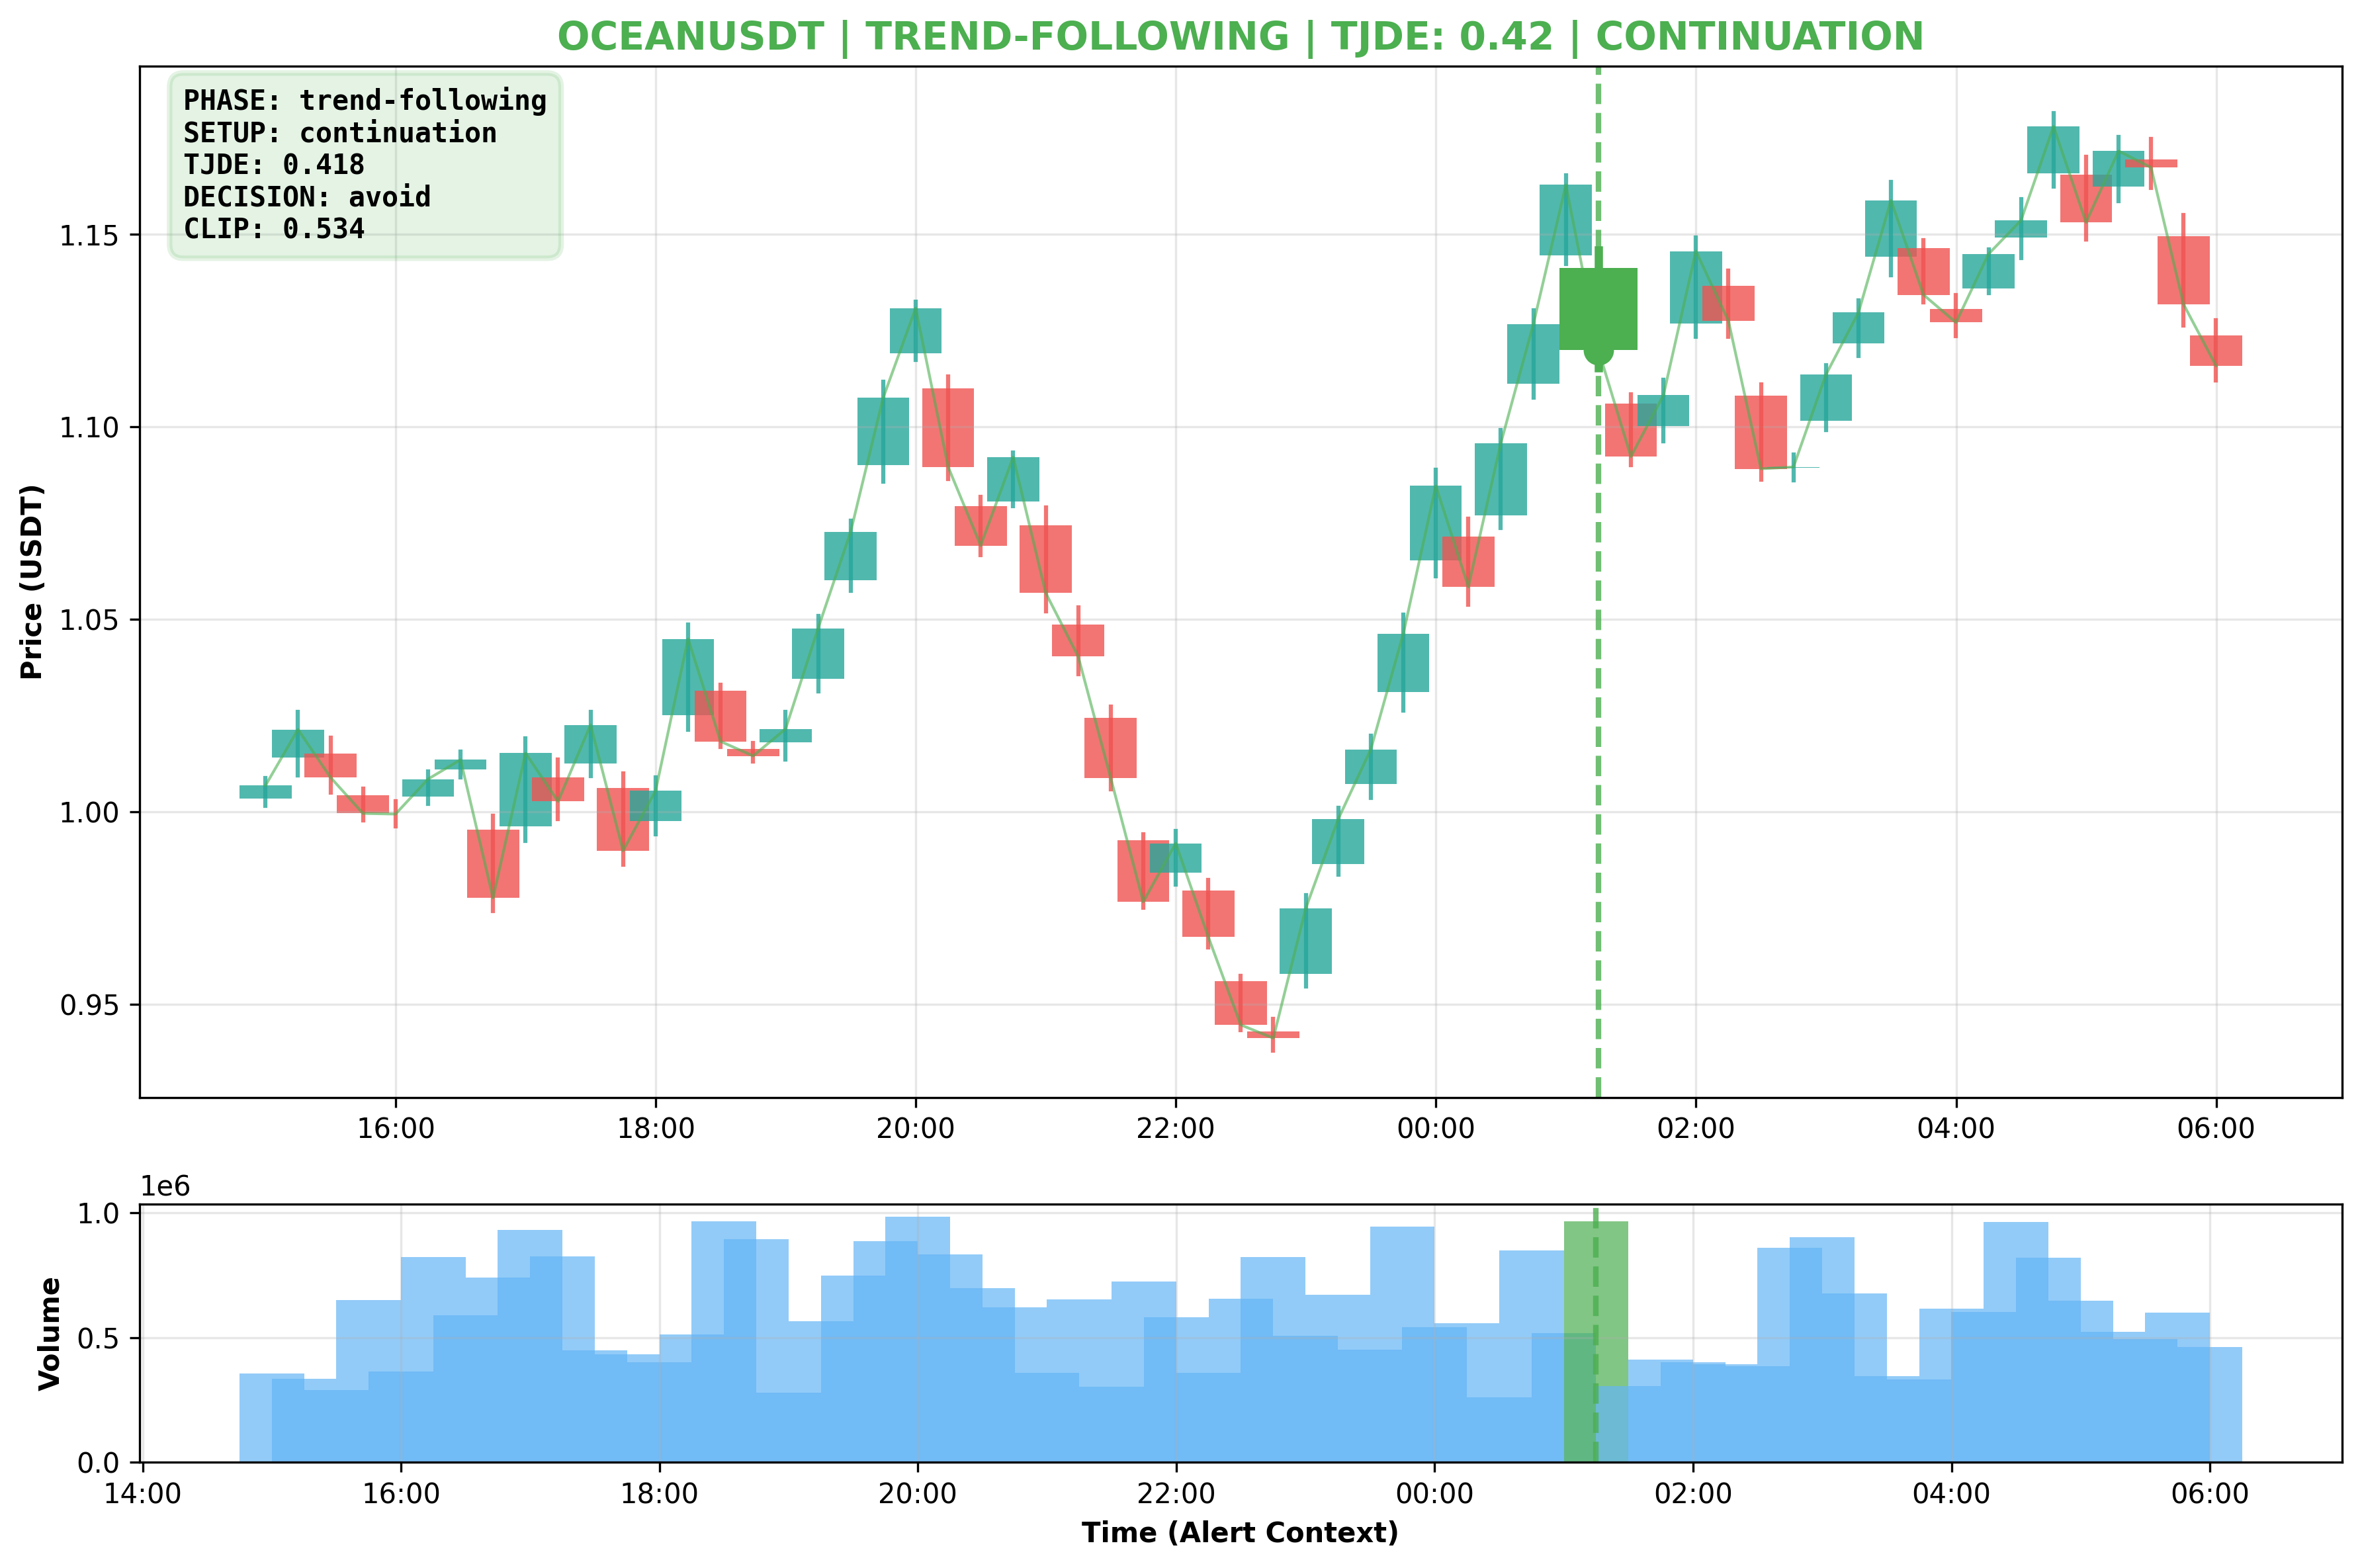 OCEANUSDT | TREND-FOLLOWING | TJDE: 0.42 | CONTINUATION
PHASE: trend-following
SETUP: continuation
TJDE: 0.418
DECISION: avoid
CLIP: 0.534
Price (USDT)
1.15
1.10
1.05
1.00
0.95
16:00 18:00 20:00 22:00 00:00 02:00 04:00 06:00
1e6
Volume
1.0
0.5
0.0
14:00 16:00 18:00 20:00 22:00 00:00 02:00 04:00 06:00
Time (Alert Context)